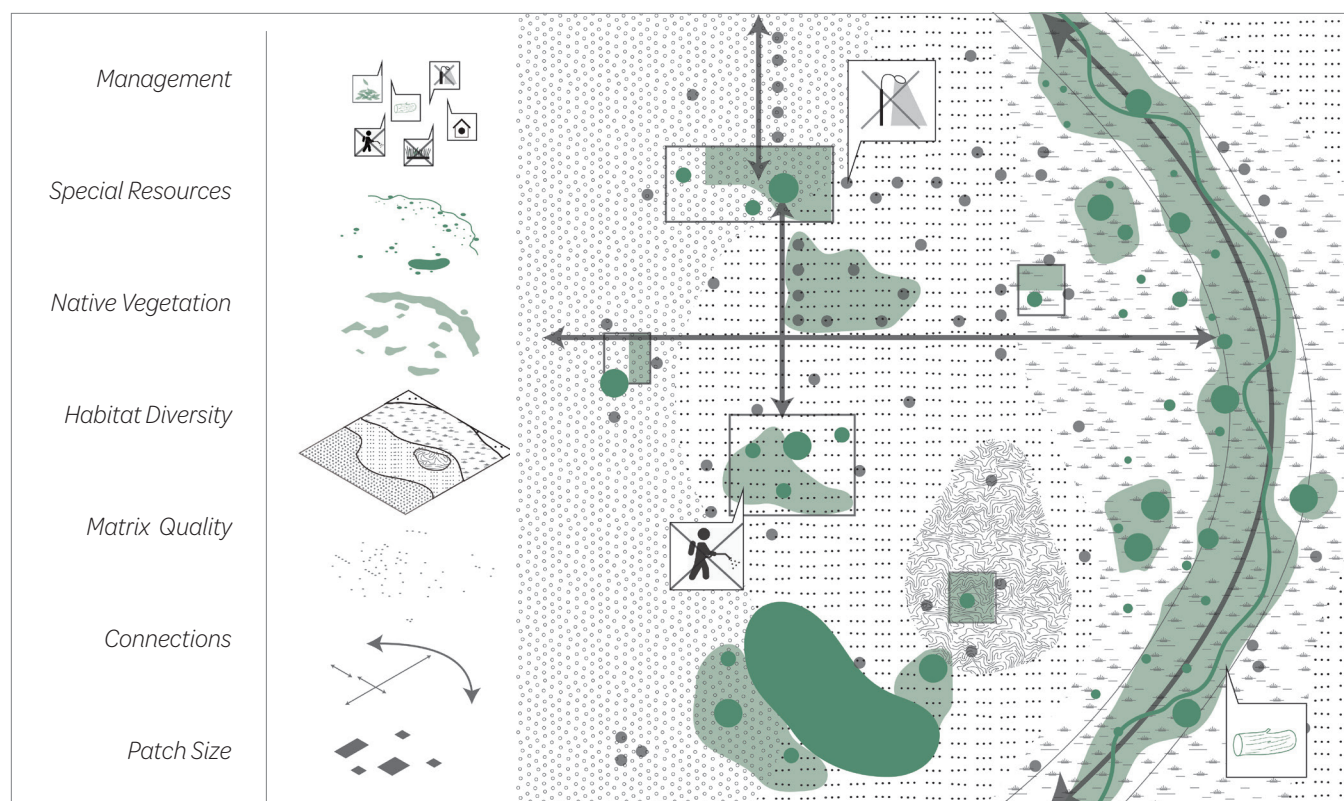 Management
Special Resources
Native Vegetation
Habitat Diversity
Matrix Quality
Connections
Patch Size